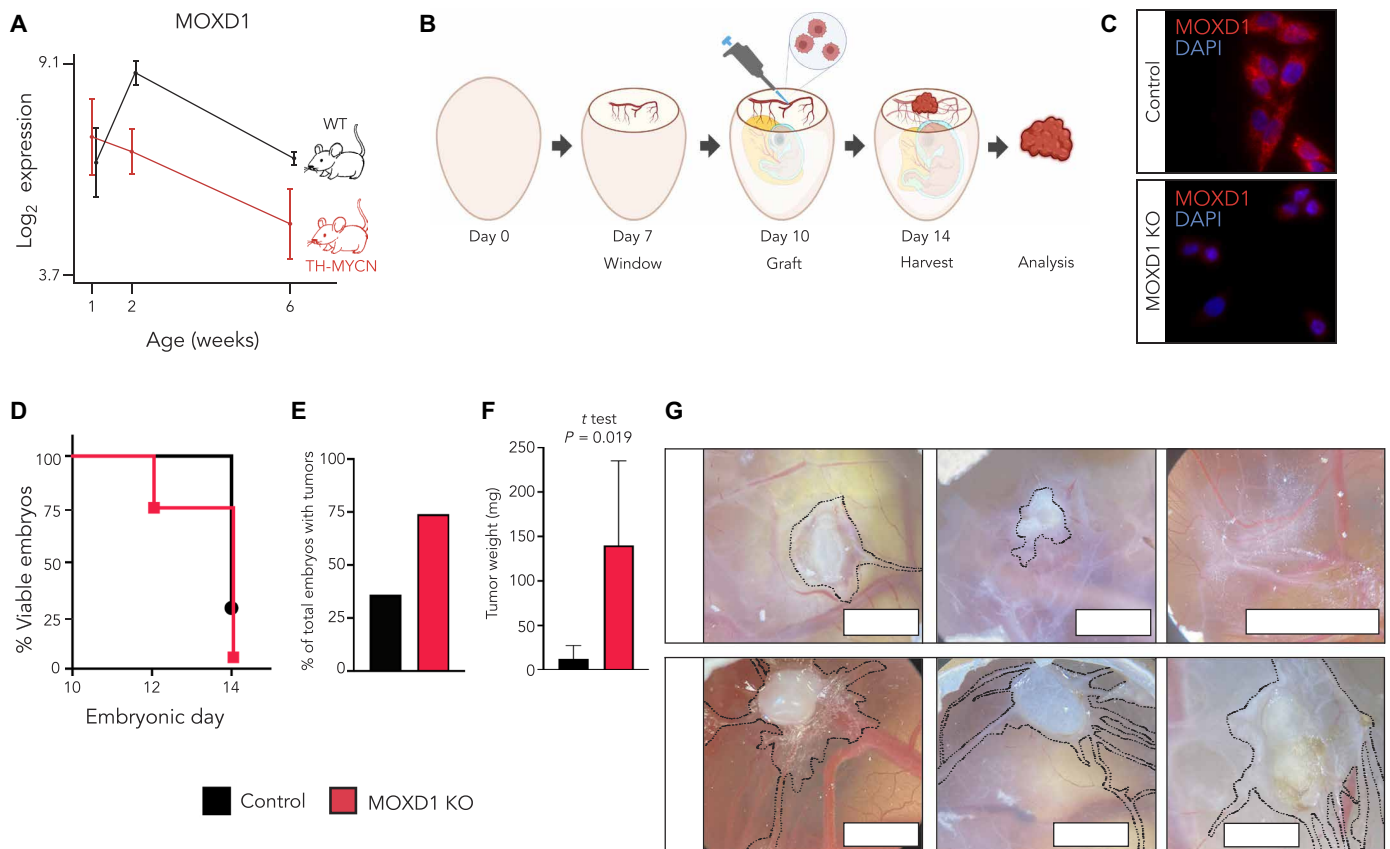 A
MOXD1
9.1
3.7
Log2 expression
WT
TH-MYCN
1
2
6
Age (weeks)
B
Day 0
Day 7
Window
Day 10
Graft
Day 14
Harvest
Analysis
C
Control
MOXD1
DAPI
MOXD1 KO
MOXD1
DAPI
D
% Viable embryos
100
75
50
25
0
10
12
14
Embryonic day
E
% of total embryos with tumors
100
75
50
25
0
F
t test
P = 0.019
Tumor weight (mg)
250
200
150
100
50
0
G
Control
MOXD1 KO